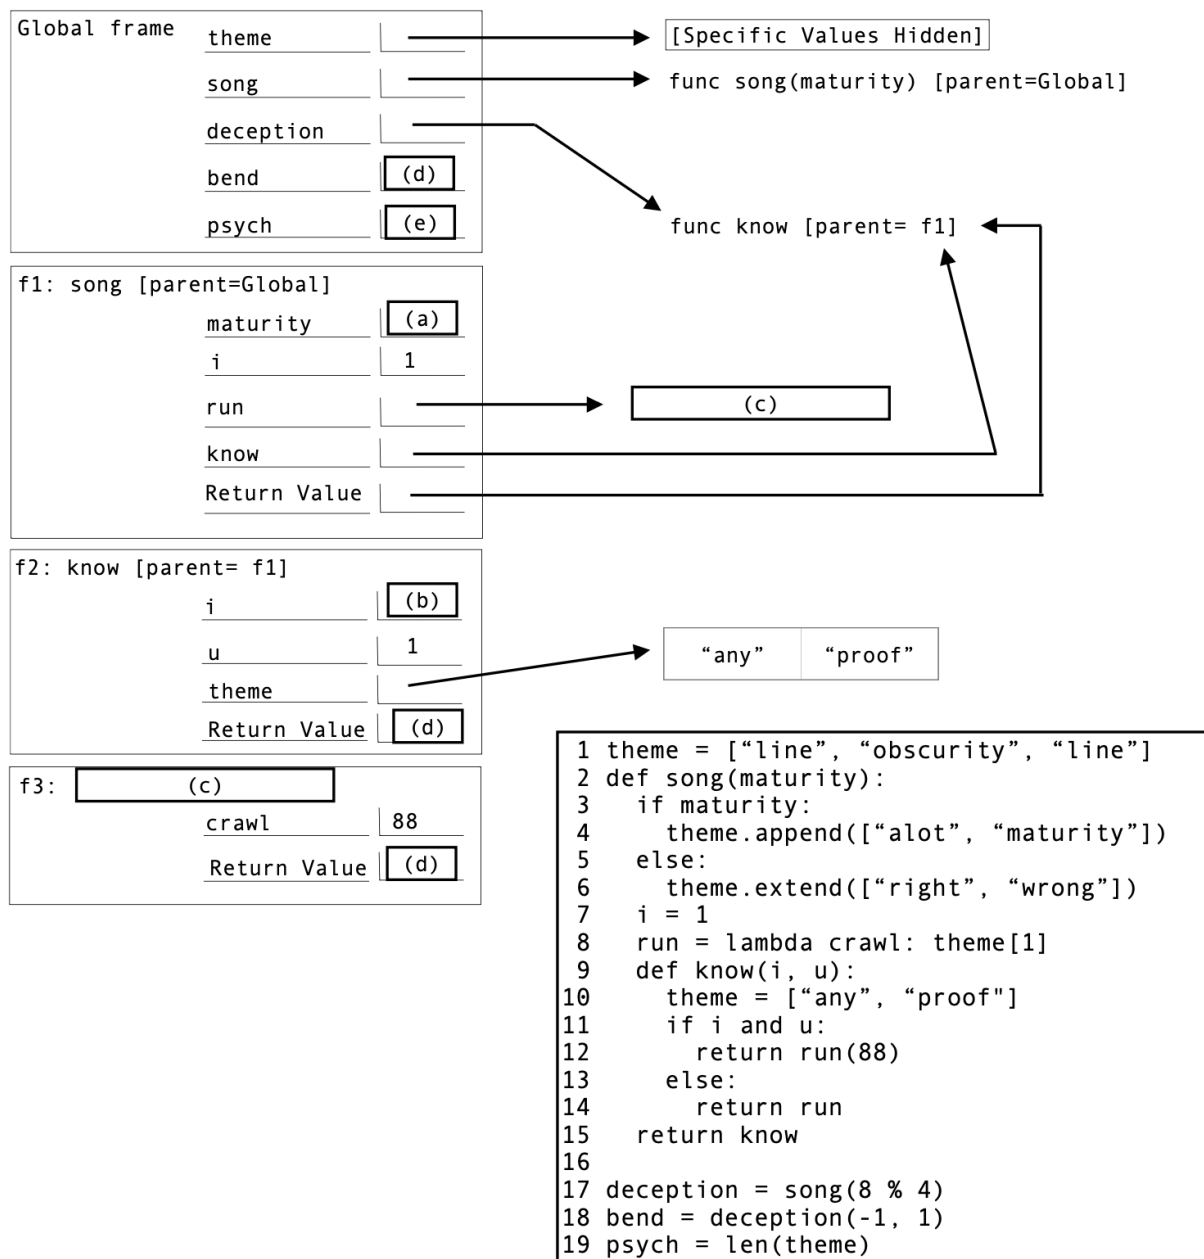 Global frame
theme
[Specific Values Hidden]
song
func song(maturity) [parent=Global]
deception
bend
(d)
psych
(e)
func know [parent= f1]
f1: song [parent=Global]
maturity
(a)
i
1
run
(c)
know
Return Value
f2: know [parent= f1]
i
(b)
u
1
theme
“any”
“proof”
Return Value
(d)
f3:
(c)
crawl
88
Return Value
(d)
1 theme = [“line”, “obscurity”, “line”]
2 def song(maturity):
3   if maturity:
4     theme.append([“alot”, “maturity”])
5   else:
6     theme.extend([“right”, “wrong”])
7   i = 1
8   run = lambda crawl: theme[1]
9   def know(i, u):
10     theme = [“any”, “proof"]
11     if i and u:
12       return run(88)
13     else:
14       return run
15   return know
16
17 deception = song(8 % 4)
18 bend = deception(-1, 1)
19 psych = len(theme)